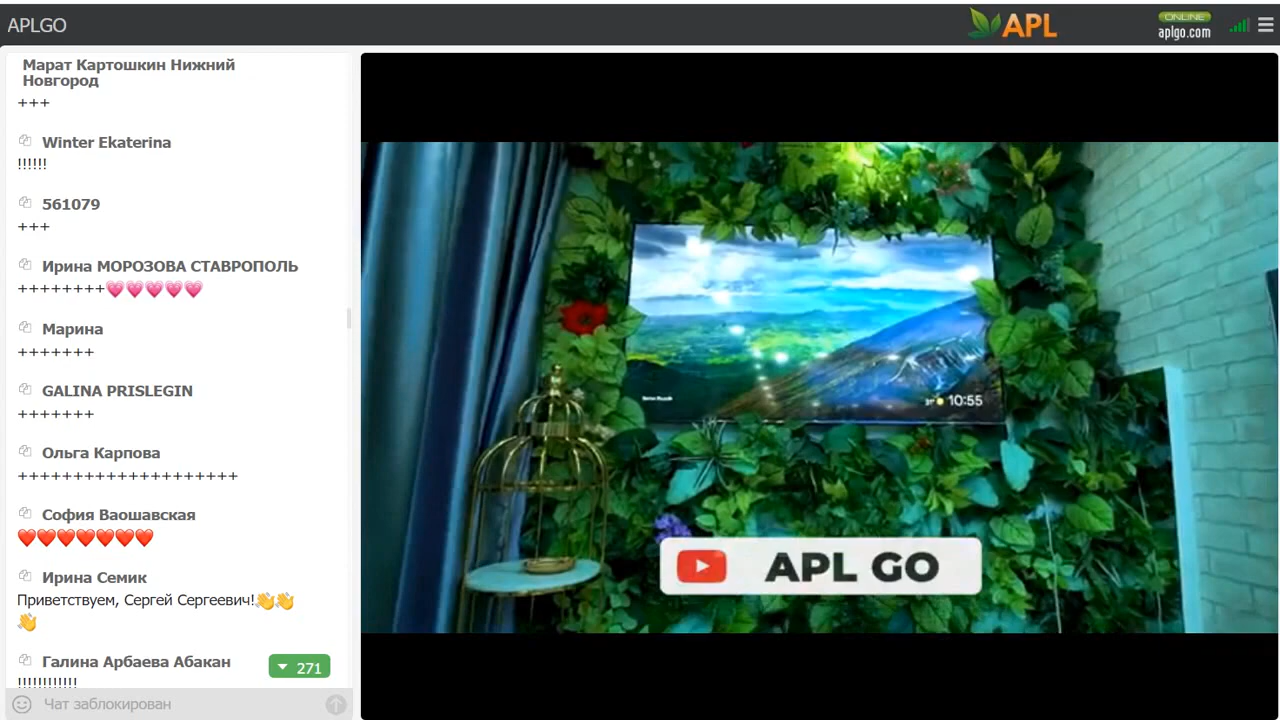 APLGO
APL
ONLINE
aplgo.com
Марат Картошкин Нижний
Новгород
+++
Winter Ekaterina
!!!!!!
561079
+++
Ирина МОРОЗОВА СТАВРОПОЛЬ
++++++++💗💗💗💗💗
Марина
+++++++
GALINA PRISLEGIN
+++++++
Ольга Карпова
++++++++++++++++++++
София Ваошавская
❤️❤️❤️❤️❤️❤️❤️
Ирина Семик
Приветствуем, Сергей Сергеевич!👏👏
👏
Галина Арбаева Абакан
!!!!!!!!!!!!
271
Чат заблокирован
10:55
APL GO